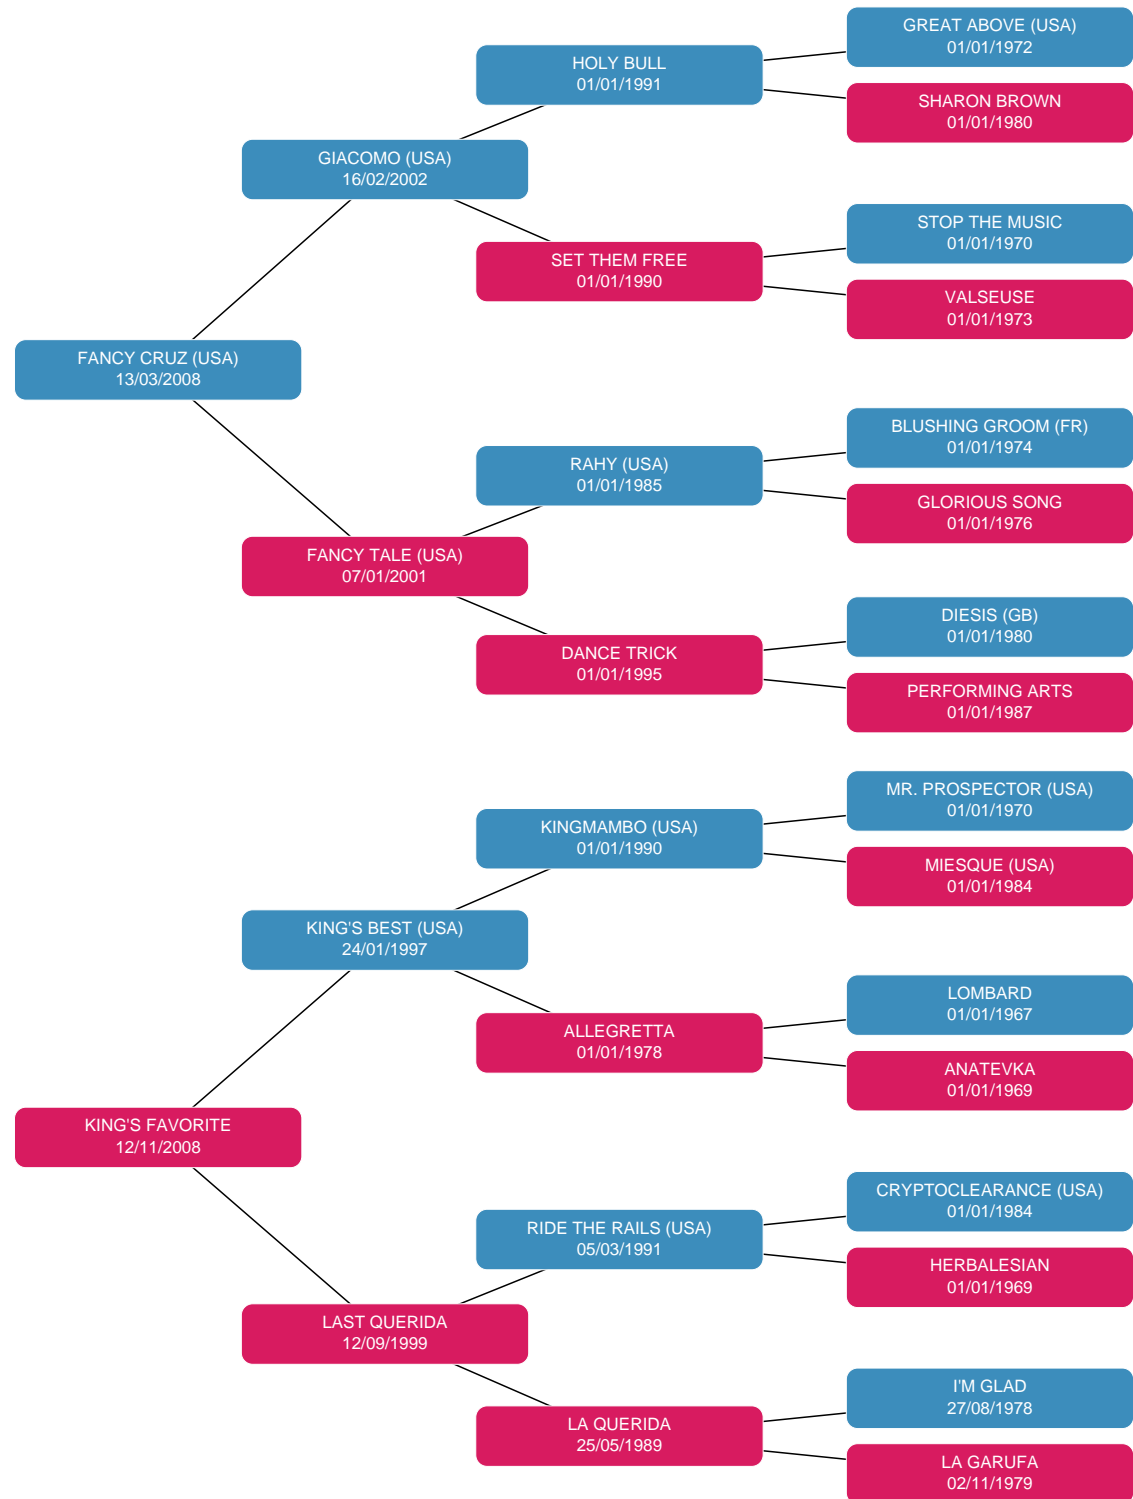 GREAT ABOVE (USA)
01/01/1972
HOLY BULL
01/01/1991
SHARON BROWN
01/01/1980
GIACOMO (USA)
16/02/2002
STOP THE MUSIC
01/01/1970
SET THEM FREE
01/01/1990
VALSEUSE
01/01/1973
FANCY CRUZ (USA)
13/03/2008
BLUSHING GROOM (FR)
01/01/1974
RAHY (USA)
01/01/1985
GLORIOUS SONG
01/01/1976
FANCY TALE (USA)
07/01/2001
DIESIS (GB)
01/01/1980
DANCE TRICK
01/01/1995
PERFORMING ARTS
01/01/1987
MR. PROSPECTOR (USA)
01/01/1970
KINGMAMBO (USA)
01/01/1990
MIESQUE (USA)
01/01/1984
KING'S BEST (USA)
24/01/1997
LOMBARD
01/01/1967
ALLEGRETTA
01/01/1978
ANATEVKA
01/01/1969
KING'S FAVORITE
12/11/2008
CRYPTOCLEARANCE (USA)
01/01/1984
RIDE THE RAILS (USA)
05/03/1991
HERBALESIAN
01/01/1969
LAST QUERIDA
12/09/1999
I'M GLAD
27/08/1978
LA QUERIDA
25/05/1989
LA GARUFA
02/11/1979